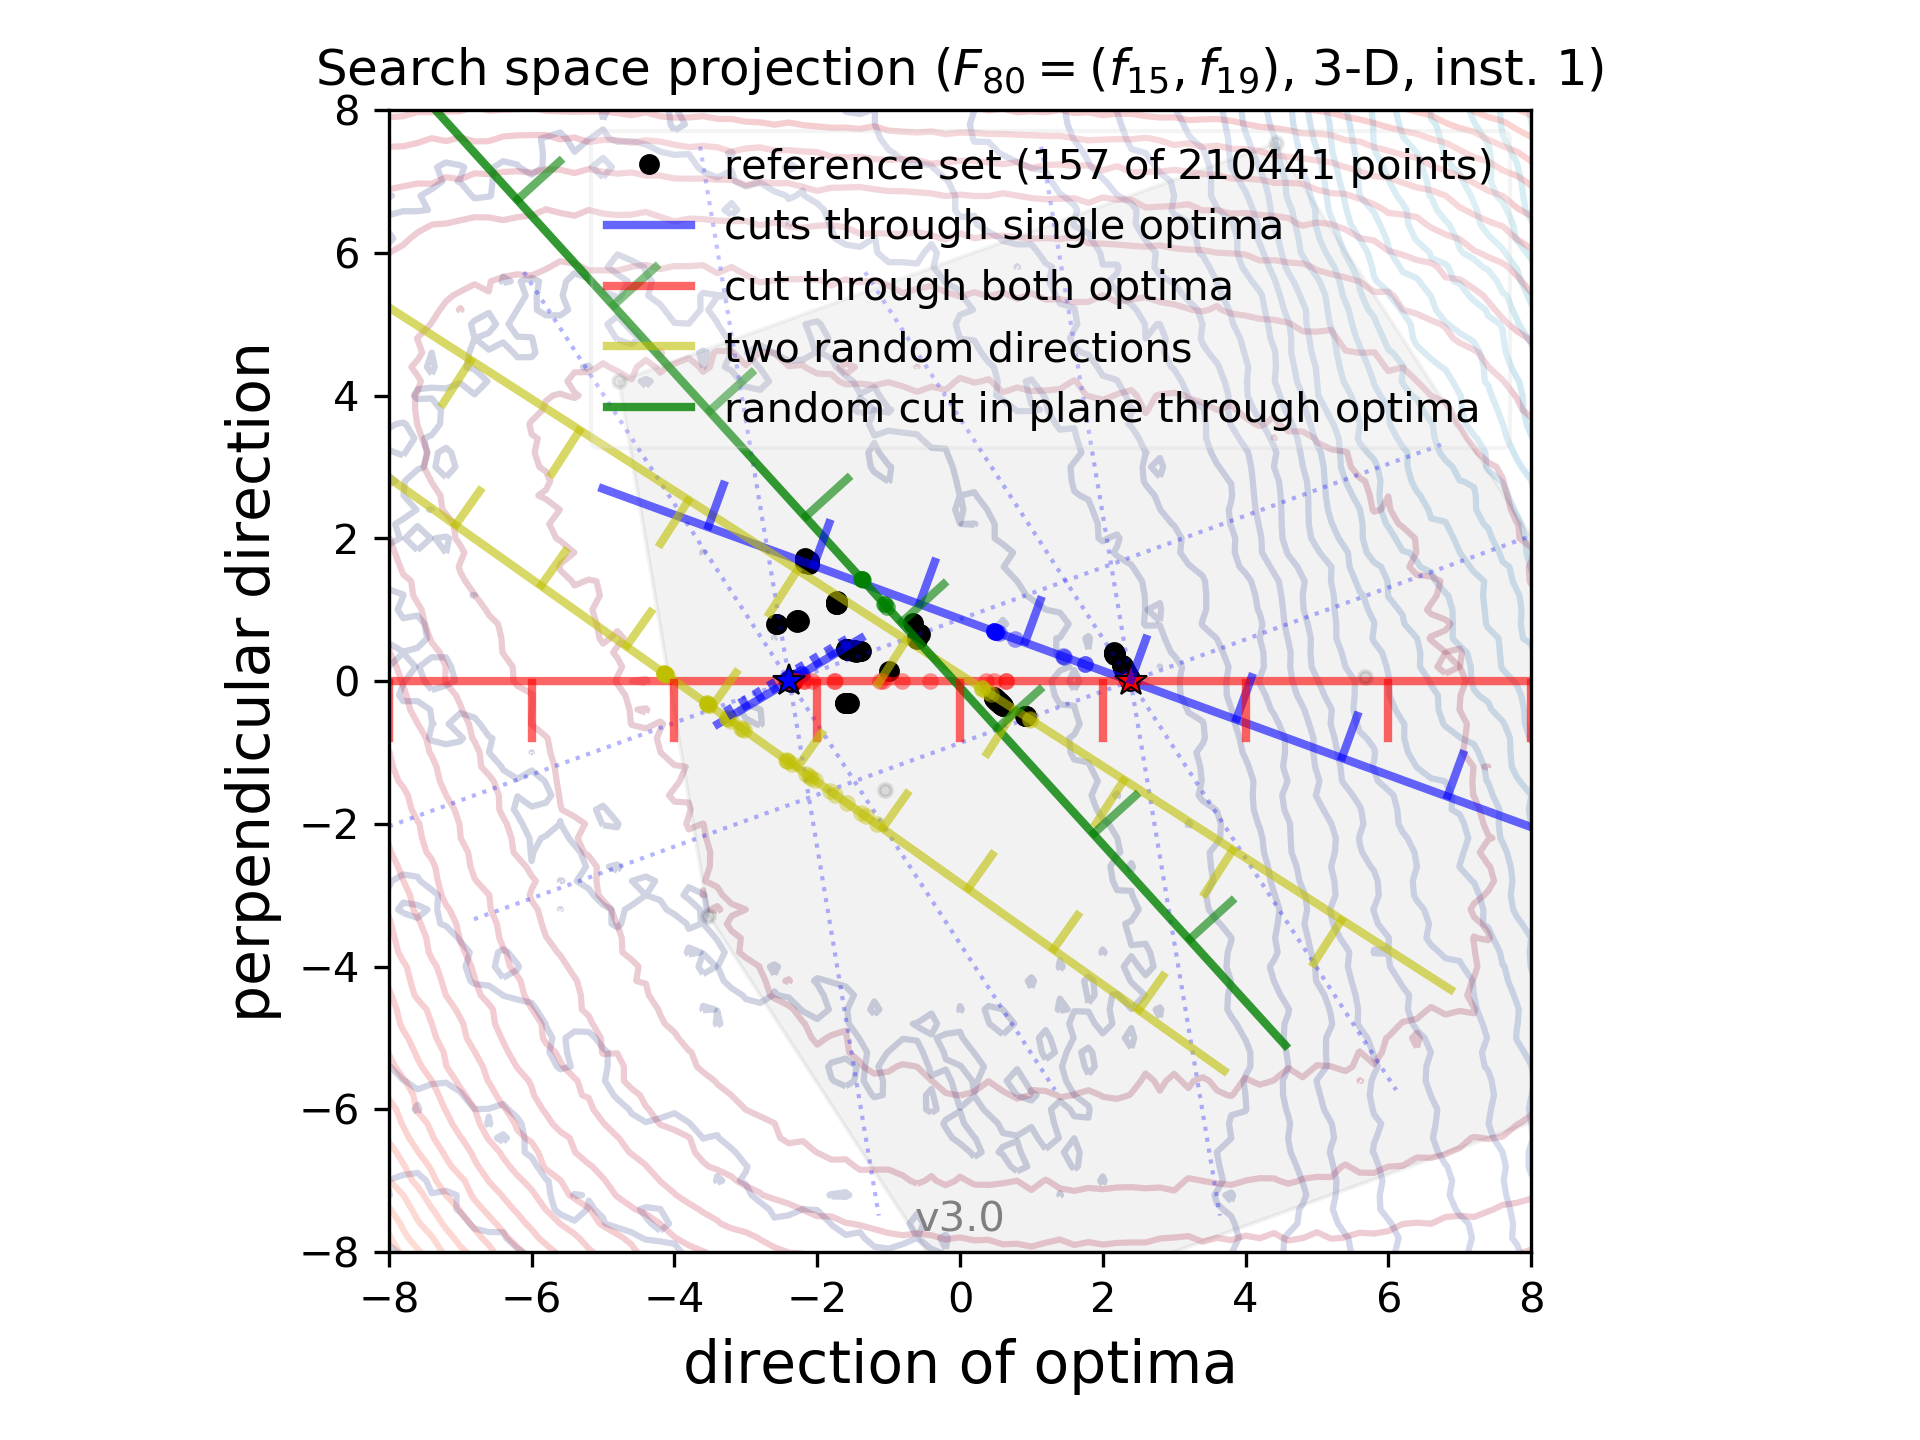 Search space projection (F80 = (f15, f19), 3-D, inst. 1)
reference set (157 of 210441 points)
cuts through single optima
cut through both optima
two random directions
random cut in plane through optima
perpendicular direction
8
6
4
2
0
−2
−4
−6
−8
v3.0
−8 −6 −4 −2 0 2 4 6 8
direction of optima